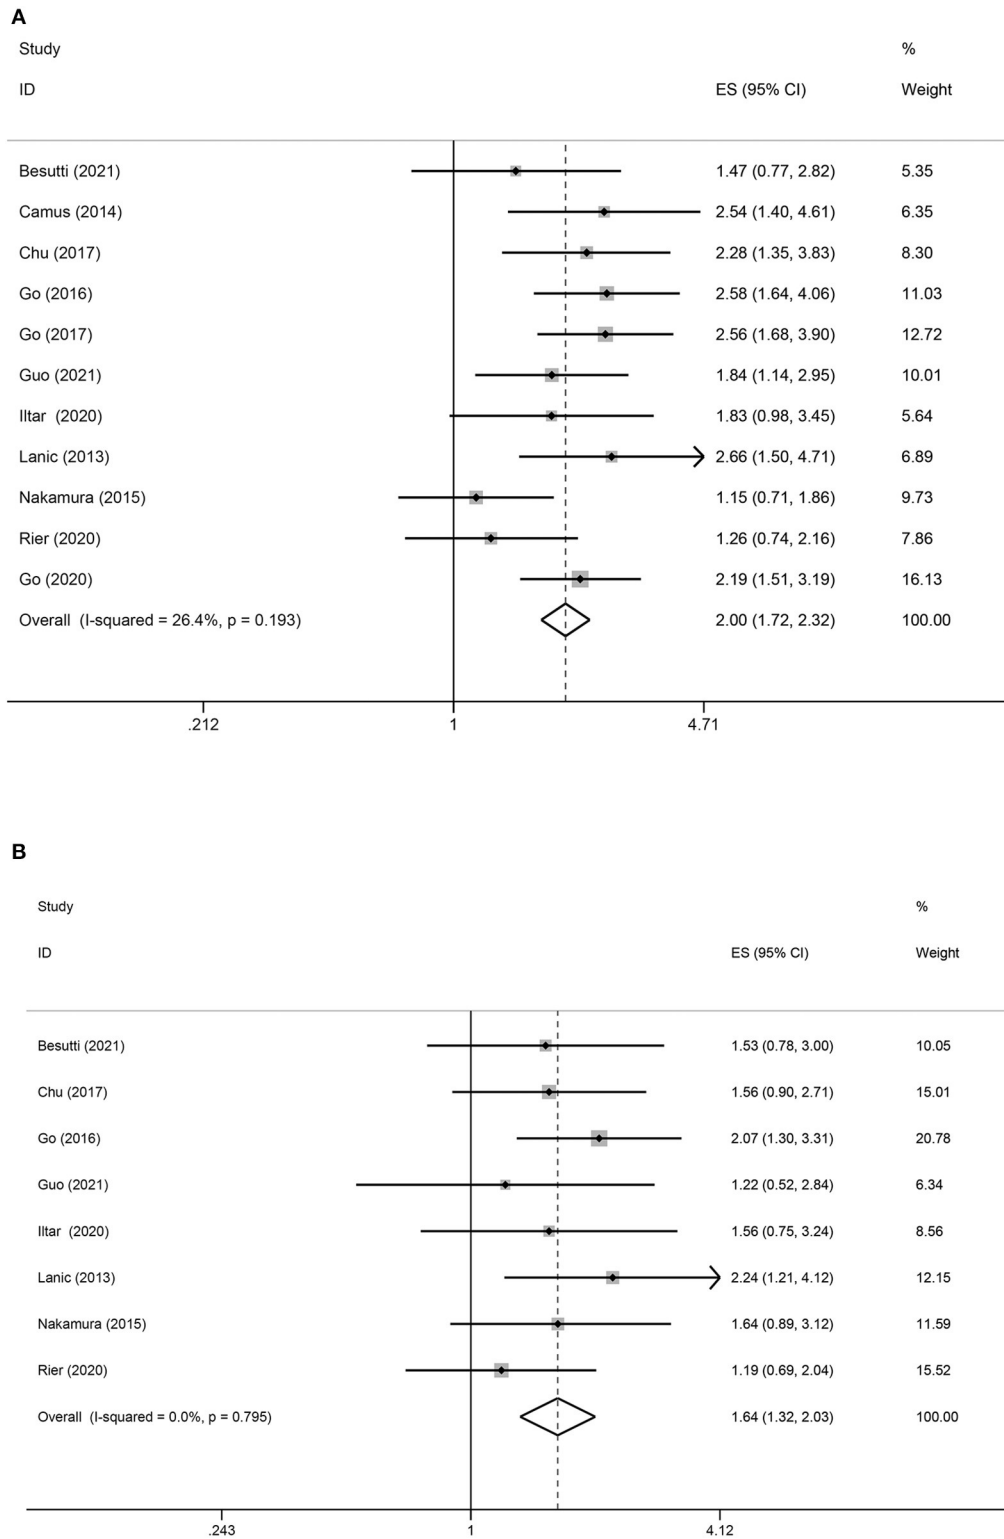 A
Study %
ID ES (95% CI) Weight
Besutti (2021) 1.47 (0.77, 2.82) 5.35
Camus (2014) 2.54 (1.40, 4.61) 6.35
Chu (2017) 2.28 (1.35, 3.83) 8.30
Go (2016) 2.58 (1.64, 4.06) 11.03
Go (2017) 2.56 (1.68, 3.90) 12.72
Guo (2021) 1.84 (1.14, 2.95) 10.01
Iltar (2020) 1.83 (0.98, 3.45) 5.64
Lanic (2013) 2.66 (1.50, 4.71) 6.89
Nakamura (2015) 1.15 (0.71, 1.86) 9.73
Rier (2020) 1.26 (0.74, 2.16) 7.86
Go (2020) 2.19 (1.51, 3.19) 16.13
Overall (I-squared = 26.4%, p = 0.193) 2.00 (1.72, 2.32) 100.00
.212 1 4.71
B
Study %
ID ES (95% CI) Weight
Besutti (2021) 1.53 (0.78, 3.00) 10.05
Chu (2017) 1.56 (0.90, 2.71) 15.01
Go (2016) 2.07 (1.30, 3.31) 20.78
Guo (2021) 1.22 (0.52, 2.84) 6.34
Iltar (2020) 1.56 (0.75, 3.24) 8.56
Lanic (2013) 2.24 (1.21, 4.12) 12.15
Nakamura (2015) 1.64 (0.89, 3.12) 11.59
Rier (2020) 1.19 (0.69, 2.04) 15.52
Overall (I-squared = 0.0%, p = 0.795) 1.64 (1.32, 2.03) 100.00
.243 1 4.12